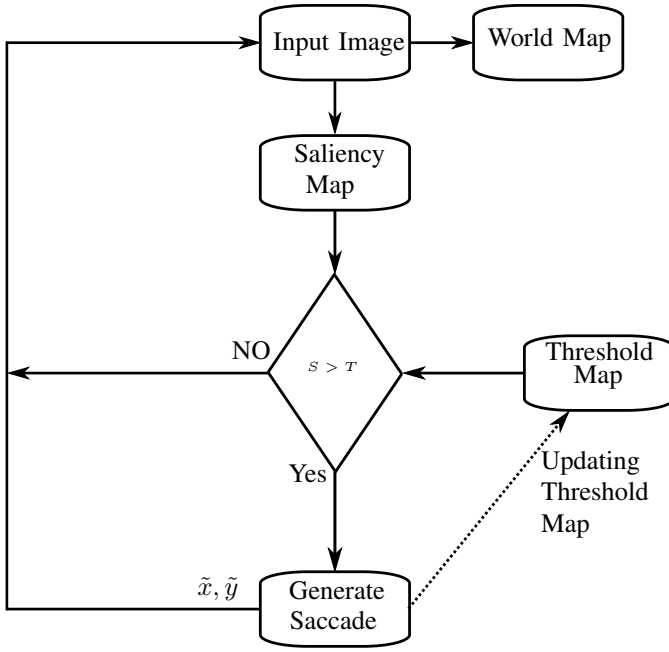 Input Image
World Map
Saliency
Map
NO
S > T
Threshold
Map
Yes
Updating
Threshold
Map
x̃, ỹ
Generate
Saccade